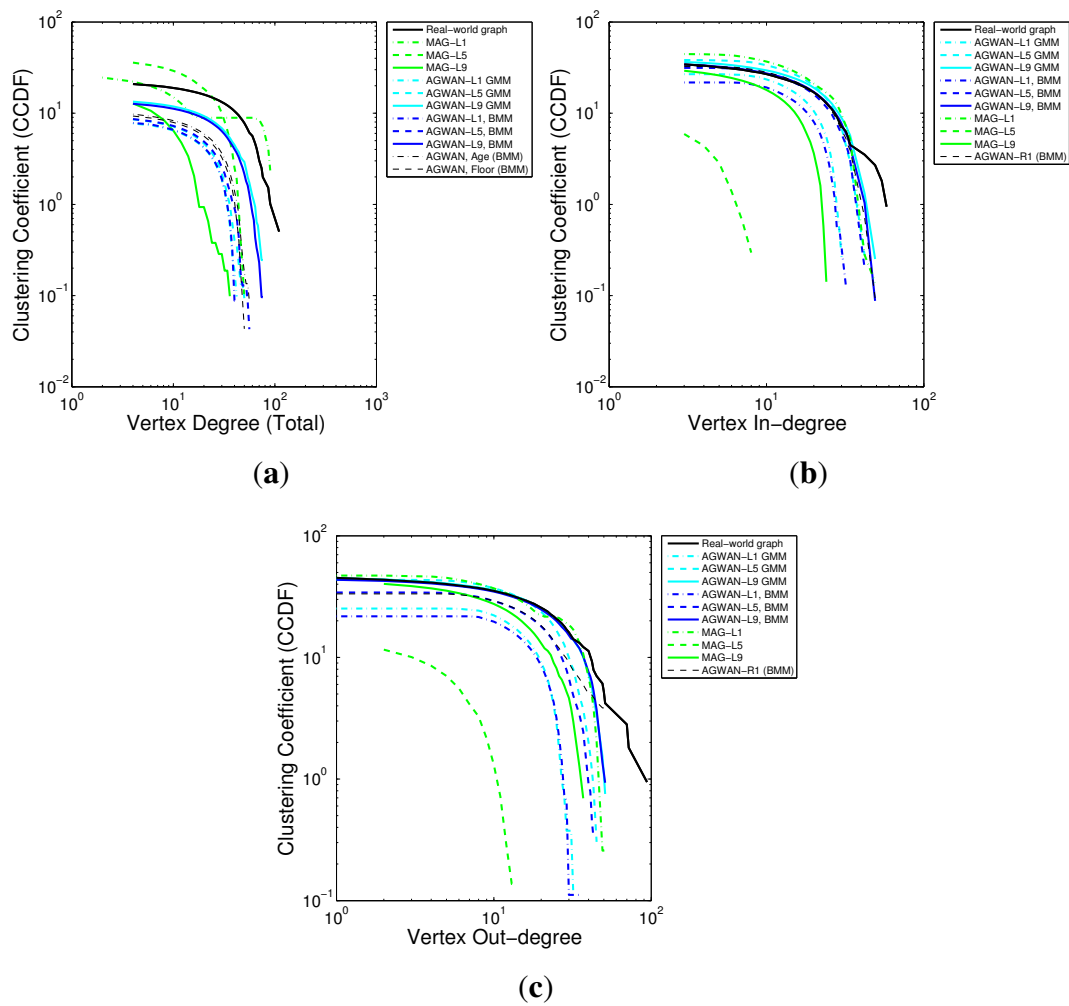 Clustering Coefficient (CCDF)
10^2
10^1
10^0
10^-1
10^-2
10^0 10^1 10^2 10^3
Vertex Degree (Total)
Real-world graph
MAG-L1
MAG-L5
MAG-L9
AGWAN-L1 GMM
AGWAN-L5 GMM
AGWAN-L9 GMM
AGWAN-L1, BMM
AGWAN-L5, BMM
AGWAN-L9, BMM
AGWAN, Age (BMM)
AGWAN, Floor (BMM)
(a)
Clustering Coefficient (CCDF)
10^2
10^1
10^0
10^-1
10^-2
10^0 10^1 10^2
Vertex In-degree
Real-world graph
AGWAN-L1 GMM
AGWAN-L5 GMM
AGWAN-L9 GMM
AGWAN-L1, BMM
AGWAN-L5, BMM
AGWAN-L9, BMM
MAG-L1
MAG-L5
MAG-L9
AGWAN-R1 (BMM)
(b)
Clustering Coefficient (CCDF)
10^2
10^1
10^0
10^-1
10^0 10^1 10^2
Vertex Out-degree
Real-world graph
AGWAN-L1 GMM
AGWAN-L5 GMM
AGWAN-L9 GMM
AGWAN-L1, BMM
AGWAN-L5, BMM
AGWAN-L9, BMM
MAG-L1
MAG-L5
MAG-L9
AGWAN-R1 (BMM)
(c)